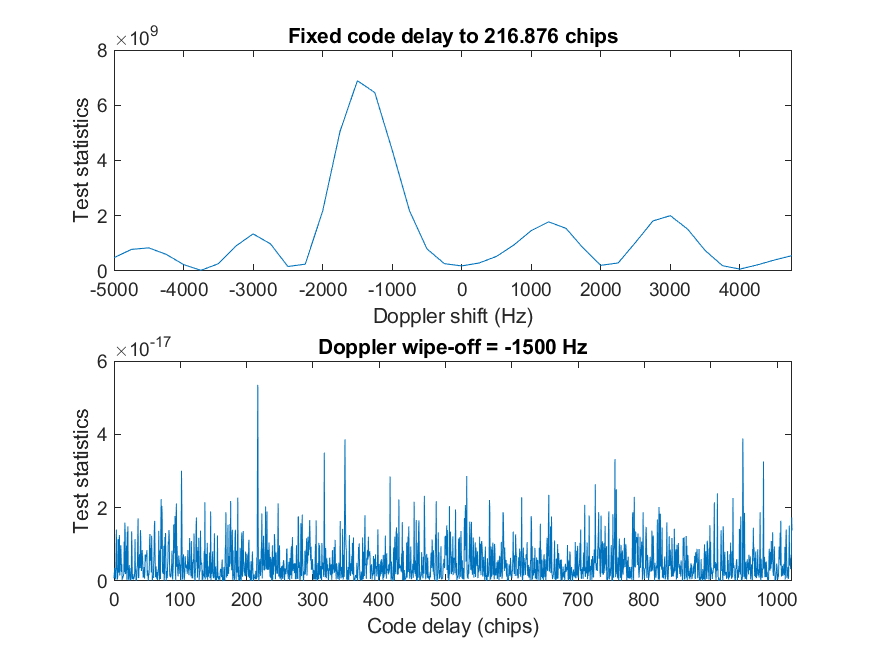 Fixed code delay to 216.876 chips
×10⁹
8
6
4
2
0
Test statistics
-5000 -4000 -3000 -2000 -1000 0 1000 2000 3000 4000
Doppler shift (Hz)
Doppler wipe-off = -1500 Hz
×10⁻¹⁷
6
4
2
0
Test statistics
0 100 200 300 400 500 600 700 800 900 1000
Code delay (chips)